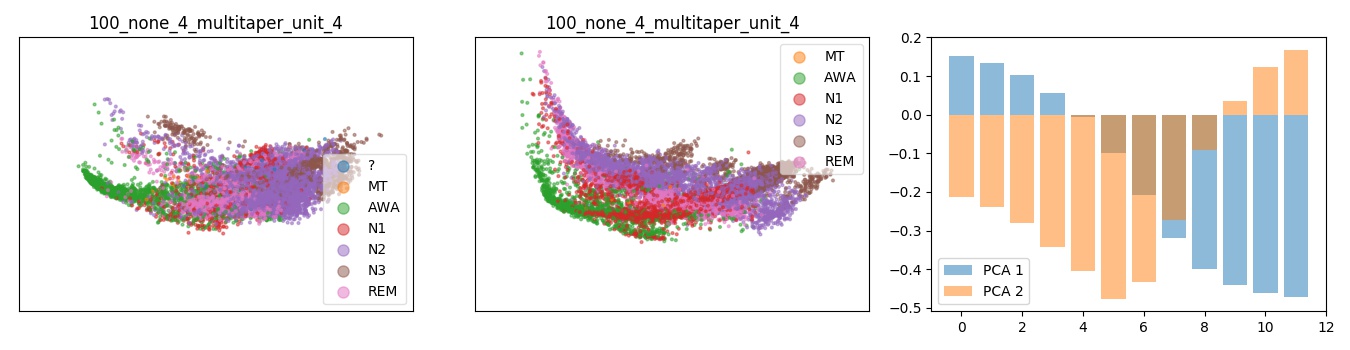 100_none_4_multitaper_unit_4
?
MT
AWA
N1
N2
N3
REM
100_none_4_multitaper_unit_4
MT
AWA
N1
N2
N3
REM
0.2
0.1
0.0
−0.1
−0.2
−0.3
−0.4
−0.5
PCA 1
PCA 2
0 2 4 6 8 10 12